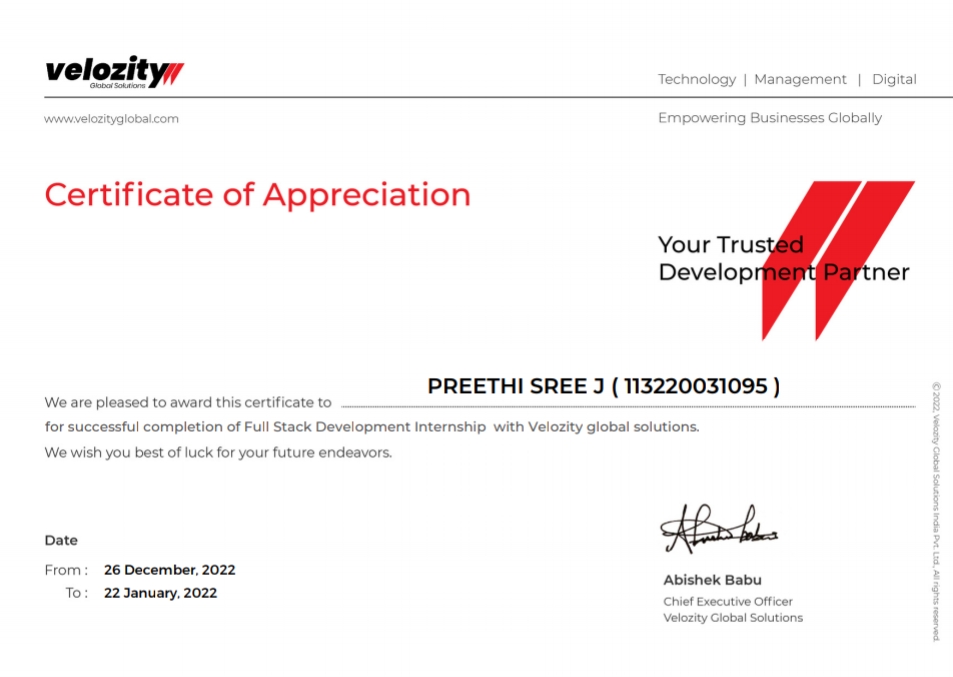 velozity
Global Solutions
Technology | Management | Digital
www.velozityglobal.com
Empowering Businesses Globally
Certificate of Appreciation
Your Trusted
Development Partner
PREETHI SREE J ( 113220031095 )
We are pleased to award this certificate to
for successful completion of Full Stack Development Internship with Velozity global solutions.
We wish you best of luck for your future endeavors.
Date
From : 26 December, 2022
To : 22 January, 2022
Abishek Babu
Chief Executive Officer
Velozity Global Solutions
©2022, Velozity Global Solutions India Pvt. Ltd., All rights reserved.